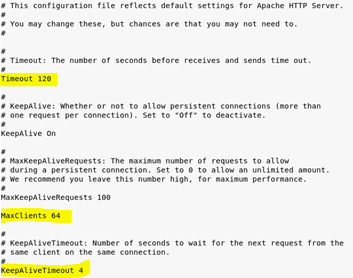 # This configuration file reflects default settings for Apache HTTP Server.
#
# You may change these, but chances are that you may not need to.
#
#
# Timeout: The number of seconds before receives and sends time out.
#
Timeout 120
#
# KeepAlive: Whether or not to allow persistent connections (more than
# one request per connection). Set to "Off" to deactivate.
#
KeepAlive On
#
# MaxKeepAliveRequests: The maximum number of requests to allow
# during a persistent connection. Set to 0 to allow an unlimited amount.
# We recommend you leave this number high, for maximum performance.
#
MaxKeepAliveRequests 100
MaxClients 64
#
# KeepAliveTimeout: Number of seconds to wait for the next request from the
# same client on the same connection.
#
KeepAliveTimeout 4